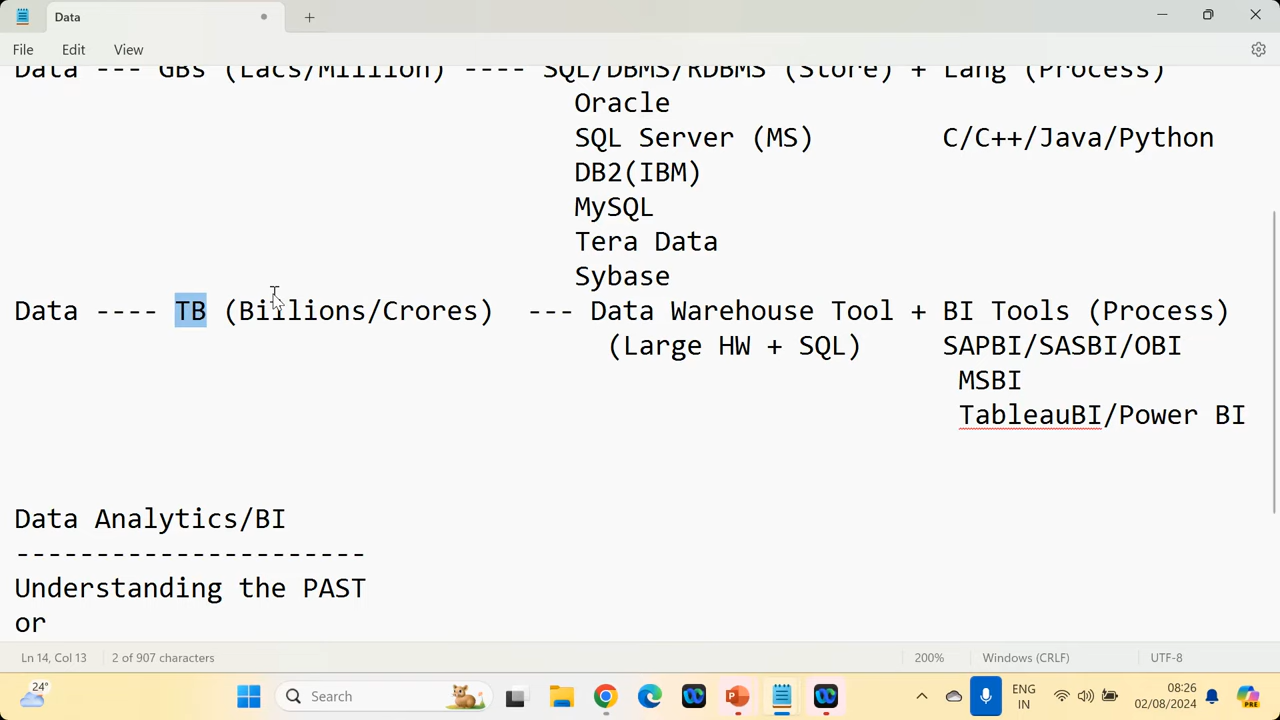 Data
File Edit View
Data --- GBs (Lacs/Million) ---- SQL/DBMS/RDBMS (Store) + Lang (Process)
Oracle
SQL Server (MS) C/C++/Java/Python
DB2(IBM)
MySQL
Tera Data
Sybase
Data ---- TB (Billions/Crores) --- Data Warehouse Tool + BI Tools (Process)
(Large HW + SQL) SAPBI/SASBI/OBI
MSBI
TableauBI/Power BI
Data Analytics/BI
----------------------
Understanding the PAST
or
Ln 14, Col 13 2 of 907 characters 200% Windows (CRLF) UTF-8
24° Search ENG 08:26
IN 02/08/2024 PRE